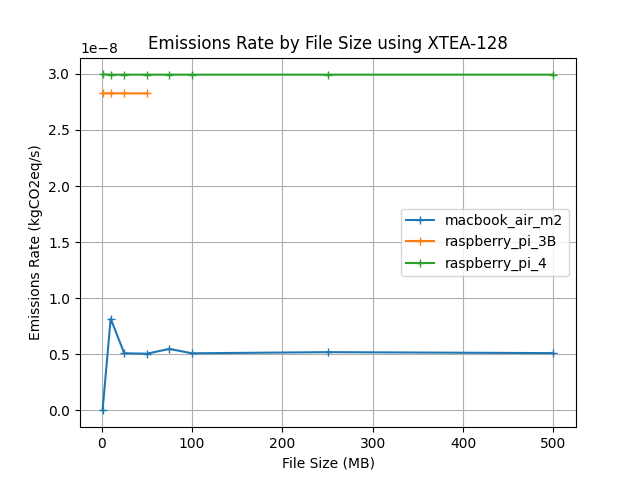 Emissions Rate by File Size using XTEA-128
1e−8
3.0
2.5
2.0
1.5
1.0
0.5
0.0
Emissions Rate (kgCO2eq/s)
macbook_air_m2
raspberry_pi_3B
raspberry_pi_4
0 100 200 300 400 500
File Size (MB)